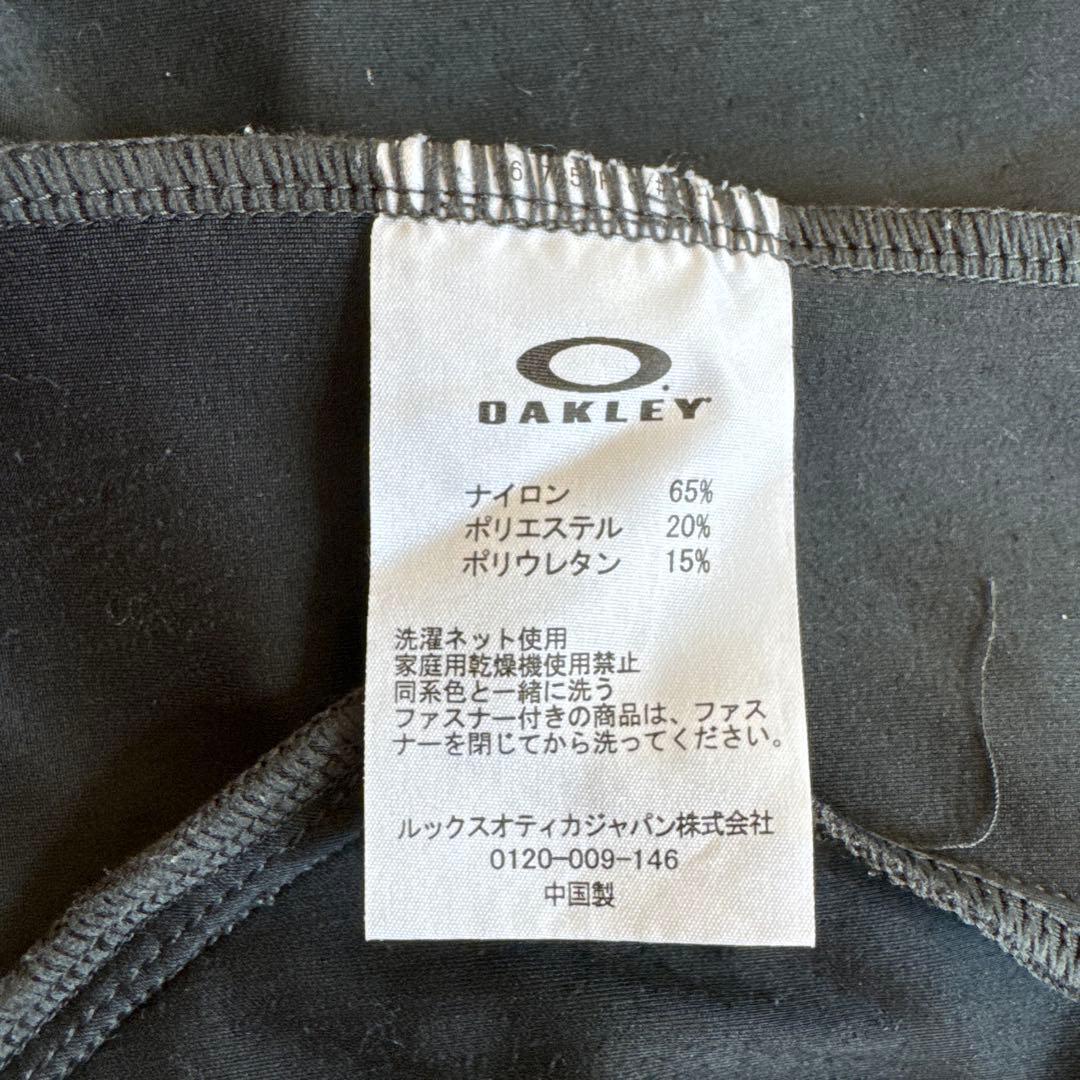 OAKLEY
ナイロン 65%
ポリエステル 20%
ポリウレタン 15%
洗濯ネット使用
家庭用乾燥機使用禁止
同系色と一緒に洗う
ファスナー付きの商品は、ファス
ナーを閉じてから洗ってください。
ルックスオティカジャパン株式会社
0120-009-146
中国製